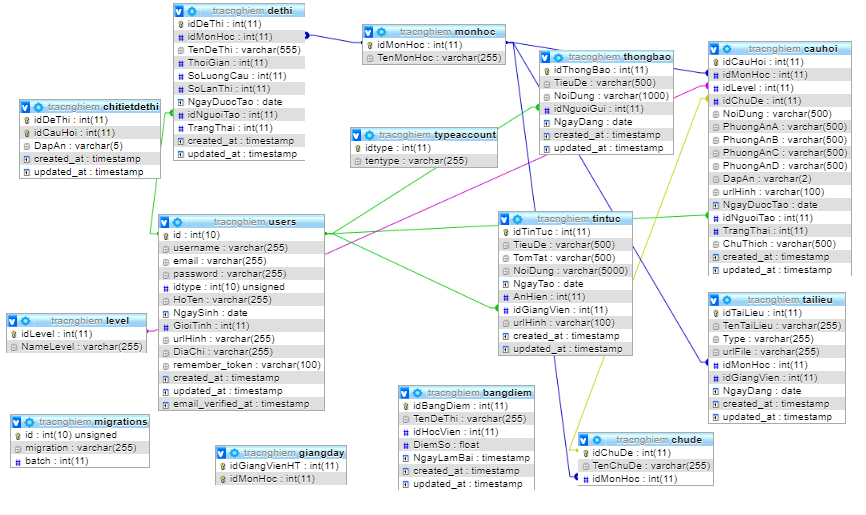 tracnghiem dethi
idDeThi : int(11)
idMonHoc : int(11)
TenDeThi : varchar(555)
ThoiGian : int(11)
SoLuongCau : int(11)
SoLanThi : int(11)
NgayDuocTao : date
idNguoiTao : int(11)
TrangThai : int(11)
created_at : timestamp
updated_at : timestamp
tracnghiem monhoc
idMonHoc : int(11)
TenMonHoc : varchar(255)
tracnghiem thongbao
idThongBao : int(11)
TieuDe : varchar(500)
NoiDung : varchar(1000)
idNguoiGui : int(11)
NgayDang : date
created_at : timestamp
updated_at : timestamp
tracnghiem cauhoi
idCauHoi : int(11)
idMonHoc : int(11)
idLevel : int(11)
idChuDe : int(11)
NoiDung : varchar(500)
PhuongAnA : varchar(500)
PhuongAnB : varchar(500)
PhuongAnC : varchar(500)
PhuongAnD : varchar(500)
DapAn : varchar(2)
urlHinh : varchar(100)
NgayDuocTao : date
idNguoiTao : int(11)
TrangThai : int(11)
ChuThich : varchar(500)
created_at : timestamp
updated_at : timestamp
tracnghiem chitietdethi
idDeThi : int(11)
idCauHoi : int(11)
DapAn : varchar(5)
created_at : timestamp
updated_at : timestamp
tracnghiem typeaccount
idtype : int(11)
tentype : varchar(255)
tracnghiem users
id : int(10)
username : varchar(255)
email : varchar(255)
password : varchar(255)
idtype : int(10) unsigned
HoTen : varchar(255)
NgaySinh : date
GioiTinh : int(11)
urlHinh : varchar(255)
DiaChi : varchar(255)
remember_token : varchar(100)
created_at : timestamp
updated_at : timestamp
email_verified_at : timestamp
tracnghiem tintuc
idTinTuc : int(11)
TieuDe : varchar(500)
TomTat : varchar(500)
NoiDung : varchar(5000)
NgayTao : date
AnHien : int(11)
idGiangVien : int(11)
urlHinh : varchar(100)
created_at : timestamp
updated_at : timestamp
tracnghiem level
idLevel : int(11)
NameLevel : varchar(255)
tracnghiem tailieu
idTaiLieu : int(11)
TenTaiLieu : varchar(255)
Type : varchar(255)
urlFile : varchar(255)
idMonHoc : int(11)
idGiangVien : int(11)
NgayDang : date
created_at : timestamp
updated_at : timestamp
tracnghiem migrations
id : int(10) unsigned
migration : varchar(255)
batch : int(11)
tracnghiem giangday
idGiangVienHT : int(11)
idMonHoc : int(11)
tracnghiem bangdiem
idBangDiem : int(11)
TenDeThi : varchar(255)
idHocVien : int(11)
DiemSo : float
NgayLamBai : timestamp
created_at : timestamp
updated_at : timestamp
tracnghiem chude
idChuDe : int(11)
TenChuDe : varchar(255)
idMonHoc : int(11)